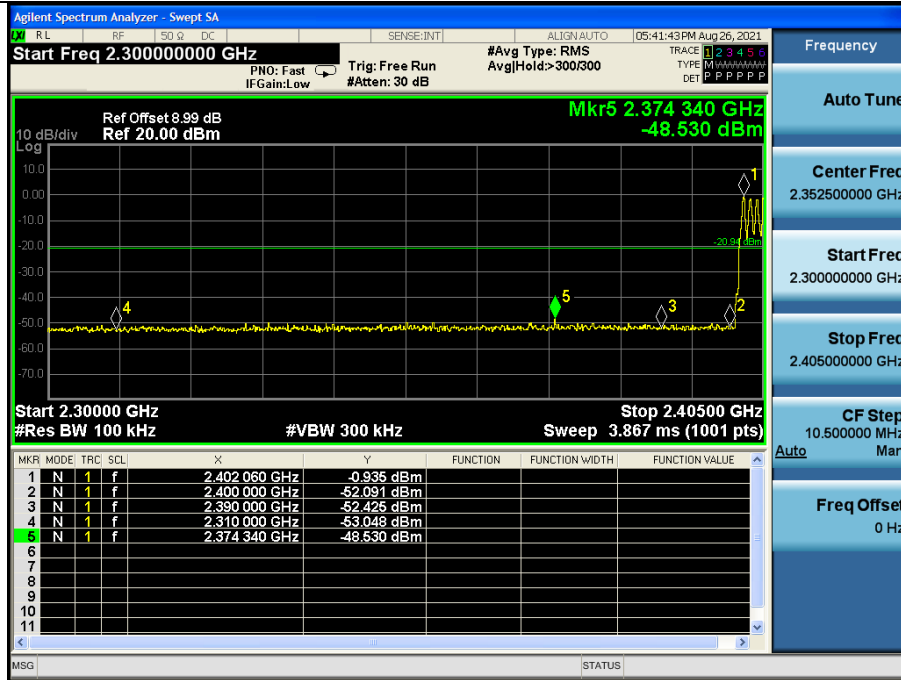 Agilent Spectrum Analyzer - Swept SA
LXI RL RF 50 Ω DC SENSE:INT ALIGN AUTO 05:41:43 PM Aug 26, 2021
Start Freq 2.300000000 GHz
PNO: Fast
IFGain:Low
Trig: Free Run
#Atten: 30 dB
#Avg Type: RMS
Avg|Hold:>300/300
TRACE 1 2 3 4 5 6
TYPE MWWWWW
DET P P P P P P
Mkr5 2.374 340 GHz
-48.530 dBm
Ref Offset 8.99 dB
10 dB/div Ref 20.00 dBm
Log
10.0
0.00
-10.0
-20.0
-30.0
-40.0
-50.0
-60.0
-70.0
1
-20.94 dBm
4
5
3
2
Start 2.30000 GHz Stop 2.40500 GHz
#Res BW 100 kHz #VBW 300 kHz Sweep 3.867 ms (1001 pts)
MKR MODE TRC SCL X Y FUNCTION FUNCTION WIDTH FUNCTION VALUE
1 N 1 f 2.402 060 GHz -0.935 dBm
2 N 1 f 2.400 000 GHz -52.091 dBm
3 N 1 f 2.390 000 GHz -52.425 dBm
4 N 1 f 2.310 000 GHz -53.048 dBm
5 N 1 f 2.374 340 GHz -48.530 dBm
6
7
8
9
10
11
MSG STATUS
Frequency
Auto Tune
Center Freq
2.352500000 GHz
Start Freq
2.300000000 GHz
Stop Freq
2.405000000 GHz
CF Step
10.500000 MHz
Auto Man
Freq Offset
0 Hz